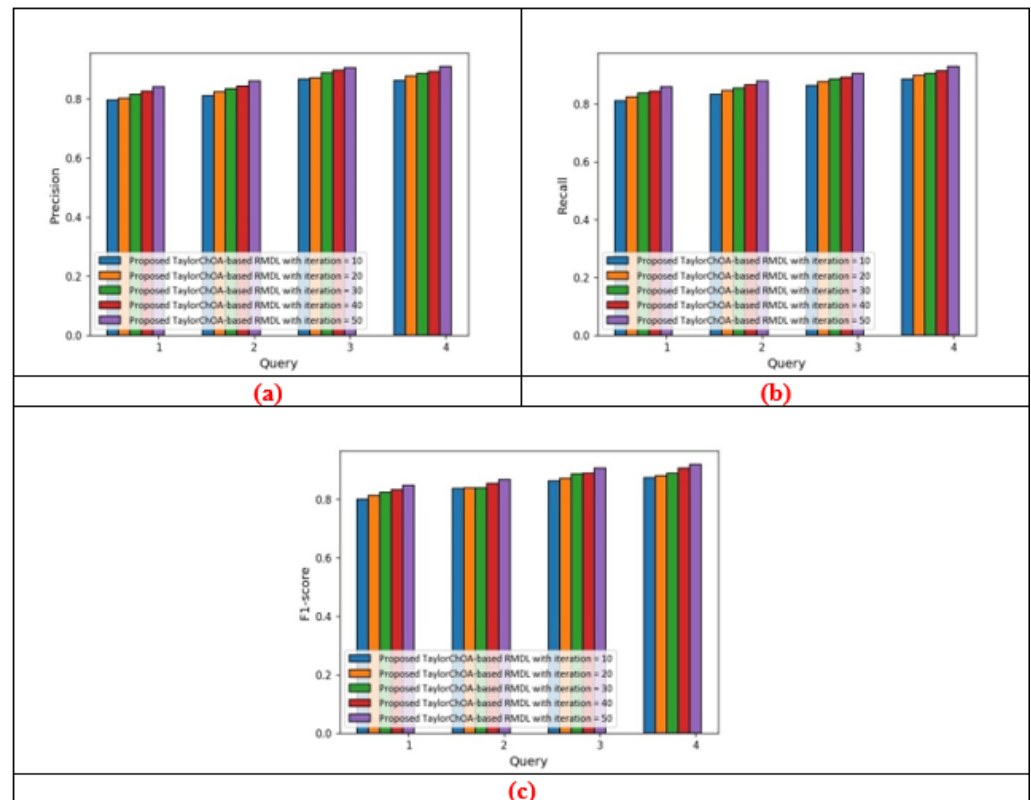 Precision
0.8
0.6
0.4
0.2
0.0
Proposed TaylorChOA-based RMDL with iteration = 10
Proposed TaylorChOA-based RMDL with iteration = 20
Proposed TaylorChOA-based RMDL with iteration = 30
Proposed TaylorChOA-based RMDL with iteration = 40
Proposed TaylorChOA-based RMDL with iteration = 50
1 2 3 4
Query
(a)
Recall
0.8
0.6
0.4
0.2
0.0
Proposed TaylorChOA-based RMDL with iteration = 10
Proposed TaylorChOA-based RMDL with iteration = 20
Proposed TaylorChOA-based RMDL with iteration = 30
Proposed TaylorChOA-based RMDL with iteration = 40
Proposed TaylorChOA-based RMDL with iteration = 50
1 2 3 4
Query
(b)
F1-score
0.8
0.6
0.4
0.2
0.0
Proposed TaylorChOA-based RMDL with iteration = 10
Proposed TaylorChOA-based RMDL with iteration = 20
Proposed TaylorChOA-based RMDL with iteration = 30
Proposed TaylorChOA-based RMDL with iteration = 40
Proposed TaylorChOA-based RMDL with iteration = 50
1 2 3 4
Query
(c)